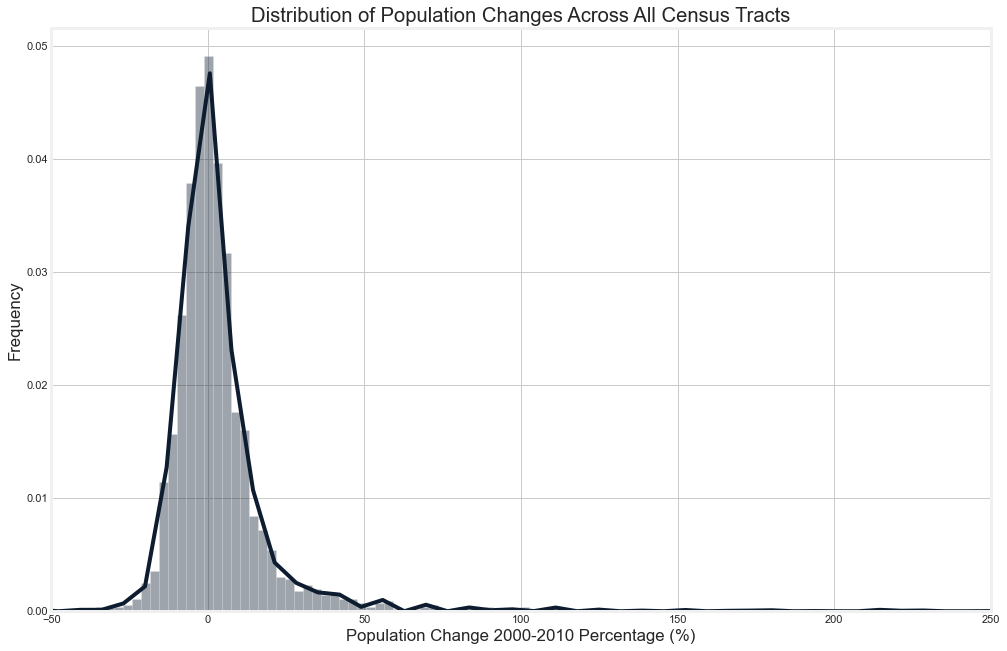 Distribution of Population Changes Across All Census Tracts
0.05
0.04
0.03
0.02
0.01
0.00
Frequency
−50 0 50 100 150 200 250
Population Change 2000-2010 Percentage (%)